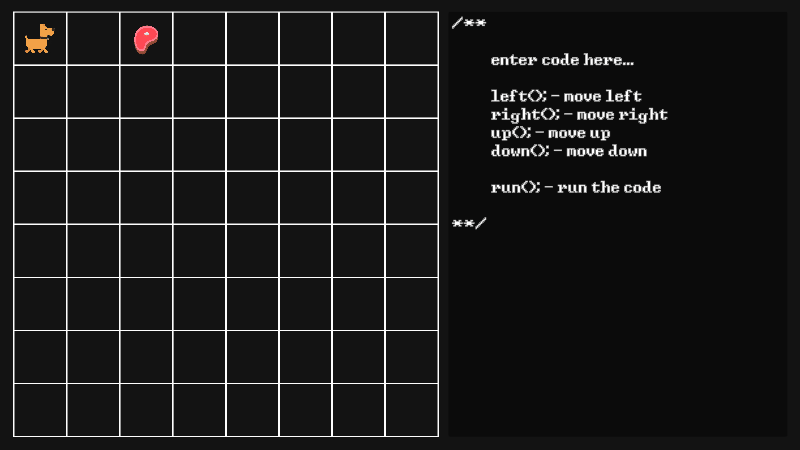 /**
enter code here...
left(); - move left
right(); - move right
up(); - move up
down(); - move down
run(); - run the code
**/